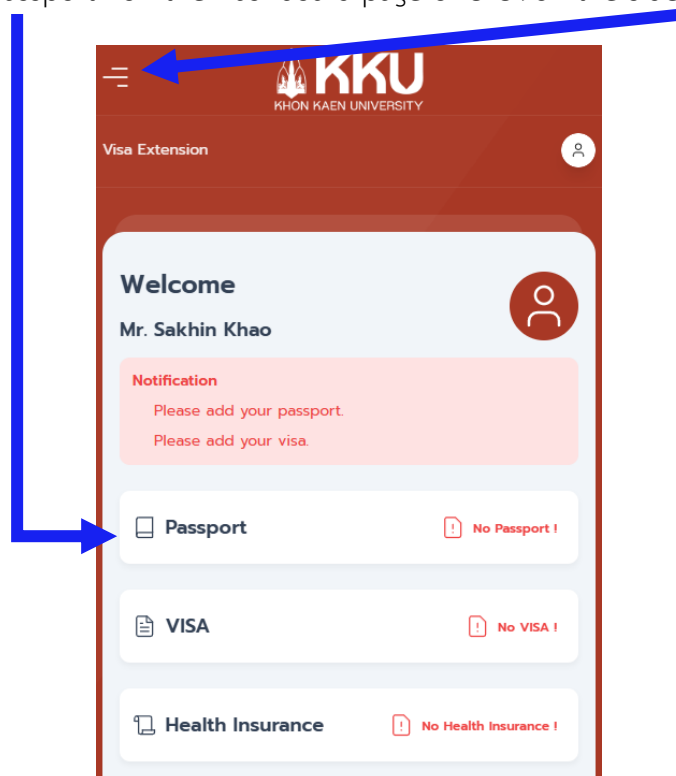 KKU
KHON KAEN UNIVERSITY
Visa Extension
Welcome
Mr. Sakhin Khao
Notification
Please add your passport.
Please add your visa.
Passport
No Passport !
VISA
No VISA !
Health Insurance
No Health Insurance !